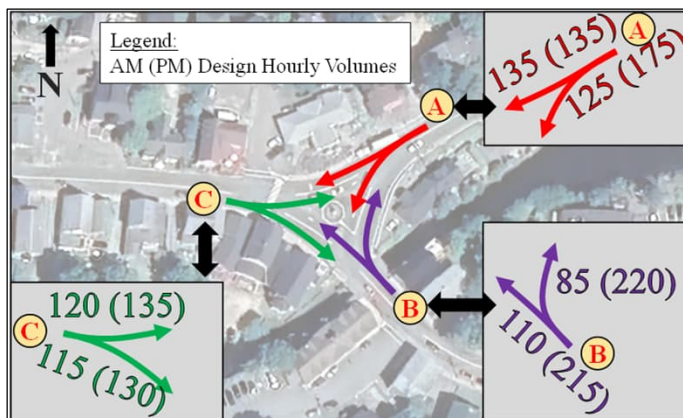 Legend:
AM (PM) Design Hourly Volumes
N
A
135 (135)
125 (175)
A
C
B
120 (135)
C
115 (130)
85 (220)
110 (215)
B